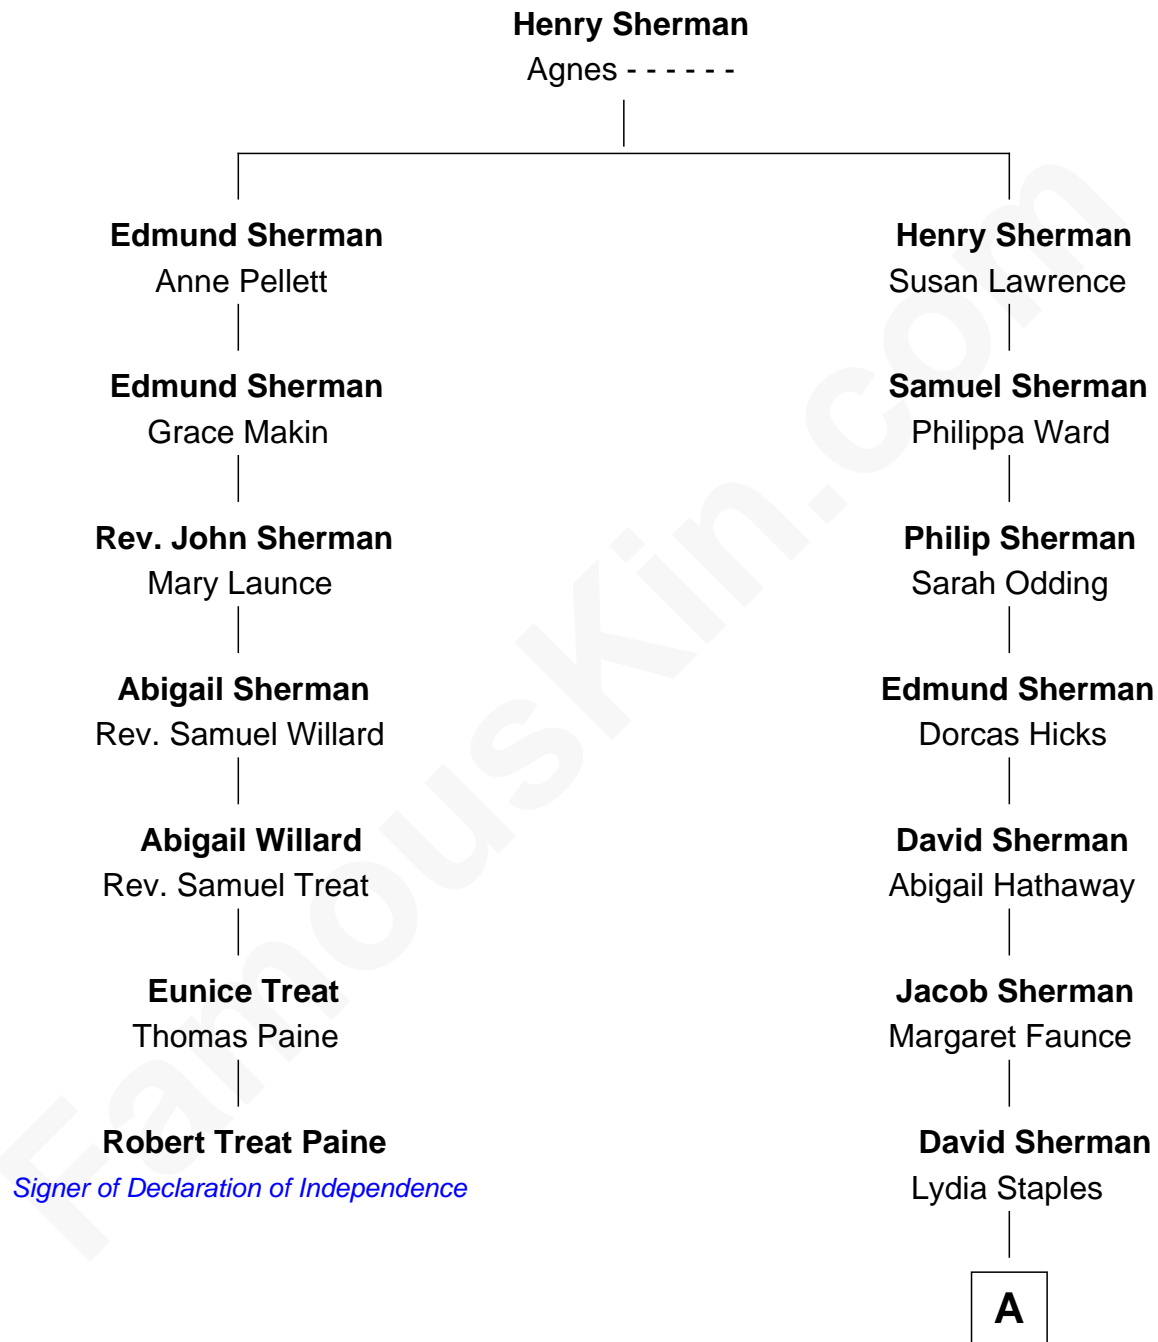 Henry Sherman
Agnes - - - - - -
Edmund Sherman
Anne Pellett
Edmund Sherman
Grace Makin
Rev. John Sherman
Mary Launce
Abigail Sherman
Rev. Samuel Willard
Abigail Willard
Rev. Samuel Treat
Eunice Treat
Thomas Paine
Robert Treat Paine
Signer of Declaration of Independence
Henry Sherman
Susan Lawrence
Samuel Sherman
Philippa Ward
Philip Sherman
Sarah Odding
Edmund Sherman
Dorcas Hicks
David Sherman
Abigail Hathaway
Jacob Sherman
Margaret Faunce
David Sherman
Lydia Staples
A
FamousKin.com